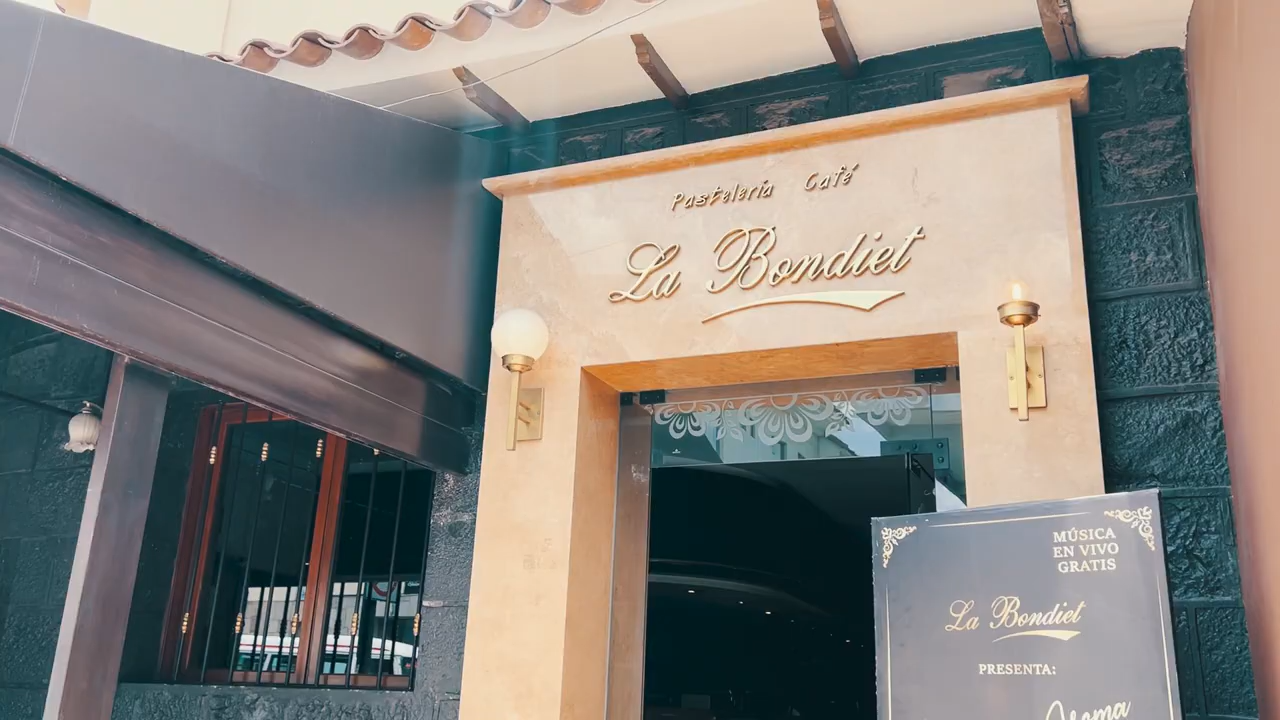 Pastelería Café
La Bondiet
MÚSICA
EN VIVO
GRATIS
La Bondiet
PRESENTA: